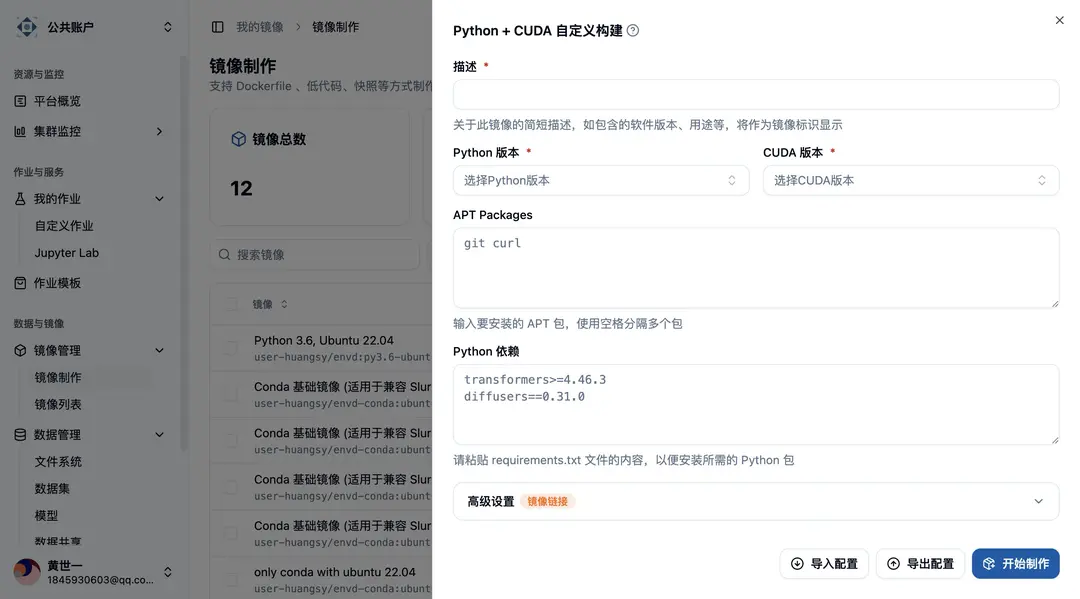 公共账户
资源与监控
平台概览
集群监控
作业与服务
我的作业
自定义作业
Jupyter Lab
作业模板
数据与镜像
镜像管理
镜像制作
镜像列表
数据管理
文件系统
数据集
模型
数据共享
黄世一
1845930603@qq.co...
我的镜像 > 镜像制作
镜像制作
支持 Dockerfile 、低代码、快照等方式制作
镜像总数
12
搜索镜像
镜像
Python 3.6, Ubuntu 22.04
user-huangsy/envd:py3.6-ubunt
Conda 基础镜像 (适用于兼容 Slur
user-huangsy/envd-conda:ubunt
Conda 基础镜像 (适用于兼容 Slur
user-huangsy/envd-conda:ubunt
Conda 基础镜像 (适用于兼容 Slur
user-huangsy/envd-conda:ubunt
Conda 基础镜像 (适用于兼容 Slur
user-huangsy/envd-conda:ubunt
only conda with ubuntu 22.04
user-huangsy/envd-conda:ubunt
Python + CUDA 自定义构建
描述 *
关于此镜像的简短描述，如包含的软件版本、用途等，将作为镜像标识显示
Python 版本 * CUDA 版本 *
选择Python版本 选择CUDA版本
APT Packages
git curl
输入要安装的 APT 包，使用空格分隔多个包
Python 依赖
transformers>=4.46.3
diffusers==0.31.0
请粘贴 requirements.txt 文件的内容，以便安装所需的 Python 包
高级设置 镜像链接
导入配置 导出配置 开始制作